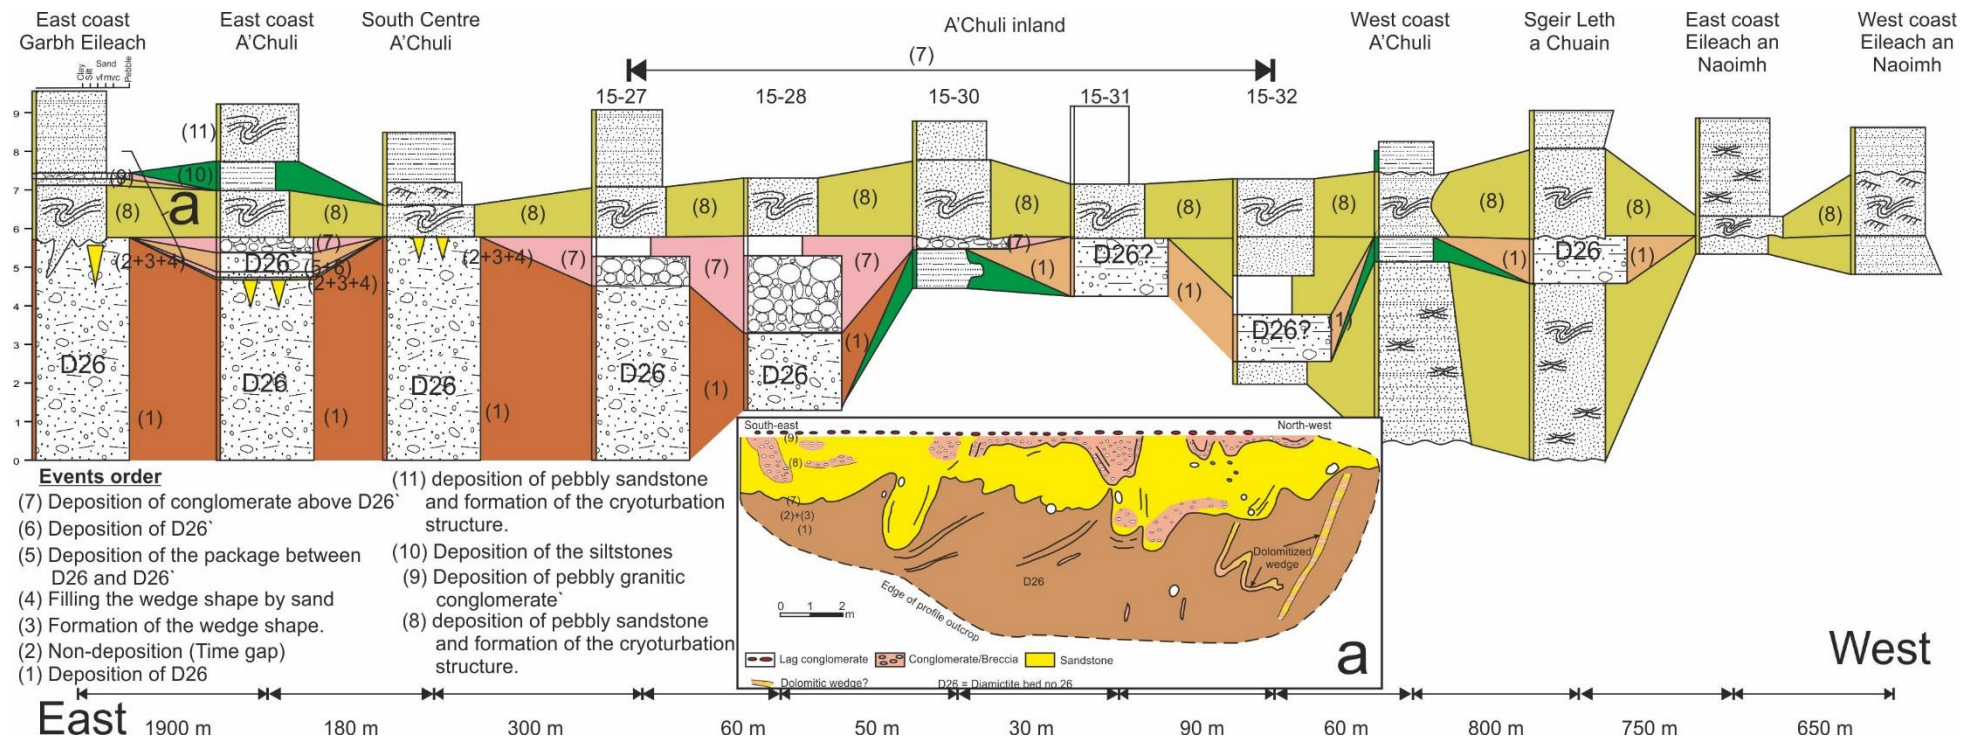 East coast
Garbh Eileach
East coast
A'Chuli
South Centre
A'Chuli
A'Chuli inland
(7)
West coast
A'Chuli
Sgeir Leth
a Chuain
East coast
Eileach an
Naoimh
West coast
Eileach an
Naoimh
Clay
Silt
Sand
vf m vc
Pebble
15-27
15-28
15-30
15-31
15-32
9
8
7
6
5
4
3
2
1
0
(11)
(9)
(10)
(8)
a
(8)
(8)
(8)
(8)
(8)
(8)
(8)
(8)
(8)
(8)
(8)
(2+3+4)
(7)
D26
(5+6)
(2+3+4)
(2+3+4)
(7)
(7)
(7)
(7)
(1)
D26?
(1)
D26?
(1)
D26
(1)
D26
(1)
D26
(1)
D26
(1)
D26
(1)
D26
(1)
Events order
(7) Deposition of conglomerate above D26`
(6) Deposition of D26`
(5) Deposition of the package between
D26 and D26`
(4) Filling the wedge shape by sand
(3) Formation of the wedge shape.
(2) Non-deposition (Time gap)
(1) Deposition of D26
(11) deposition of pebbly sandstone
and formation of the cryoturbation
structure.
(10) Deposition of the siltstones
(9) Deposition of pebbly granitic
conglomerate`
(8) deposition of pebbly sandstone
and formation of the cryoturbation
structure.
South-east
North-west
(9)
(8)
(7)
(2)+(3)
(1)
D26
Dolomitized
wedge
Edge of profile outcrop
0 1 2
m
Lag conglomerate
Conglomerate/Breccia
Sandstone
Dolomitic wedge?
D26 = Diamictite bed no.26
a
West
East
1900 m
180 m
300 m
60 m
50 m
30 m
90 m
60 m
800 m
750 m
650 m